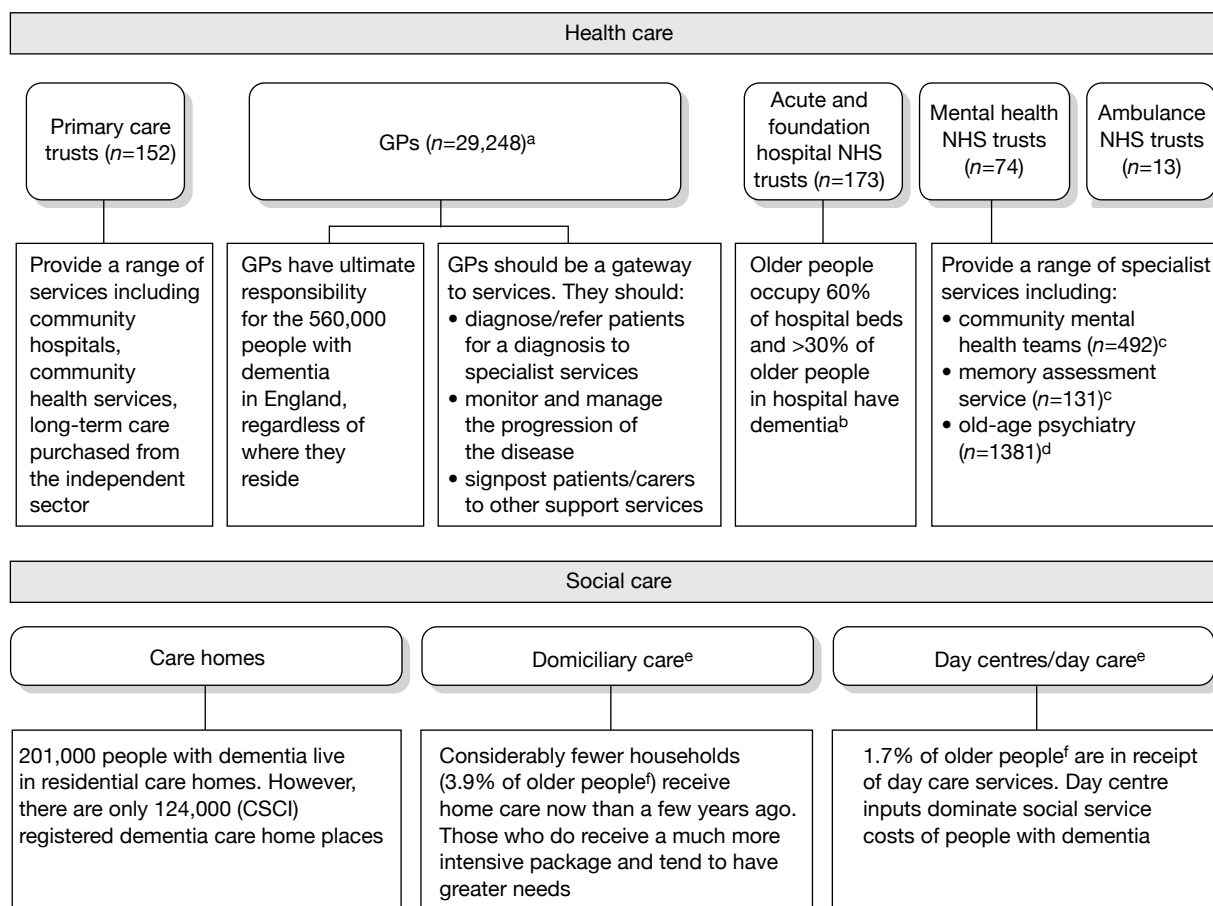 Health care
Primary care
trusts (n=152)
GPs (n=29,248)ᵃ
Acute and
foundation
hospital NHS
trusts (n=173)
Mental health
NHS trusts
(n=74)
Ambulance
NHS trusts
(n=13)
Provide a range of
services including
community
hospitals,
community
health services,
long-term care
purchased from
the independent
sector
GPs have ultimate
responsibility
for the 560,000
people with
dementia
in England,
regardless of
where they
reside
GPs should be a gateway
to services. They should:
• diagnose/refer patients
for a diagnosis to
specialist services
• monitor and manage
the progression of
the disease
• signpost patients/carers
to other support services
Older people
occupy 60%
of hospital beds
and >30% of
older people
in hospital have
dementiaᵇ
Provide a range of specialist
services including:
• community mental
health teams (n=492)ᶜ
• memory assessment
service (n=131)ᶜ
• old-age psychiatry
(n=1381)ᵈ
Social care
Care homes
Domiciliary careᵉ
Day centres/day careᵉ
201,000 people with dementia live
in residential care homes. However,
there are only 124,000 (CSCI)
registered dementia care home places
Considerably fewer households
(3.9% of older peopleᶠ) receive
home care now than a few years ago.
Those who do receive a much more
intensive package and tend to have
greater needs
1.7% of older peopleᶠ are in receipt
of day care services. Day centre
inputs dominate social service
costs of people with dementia